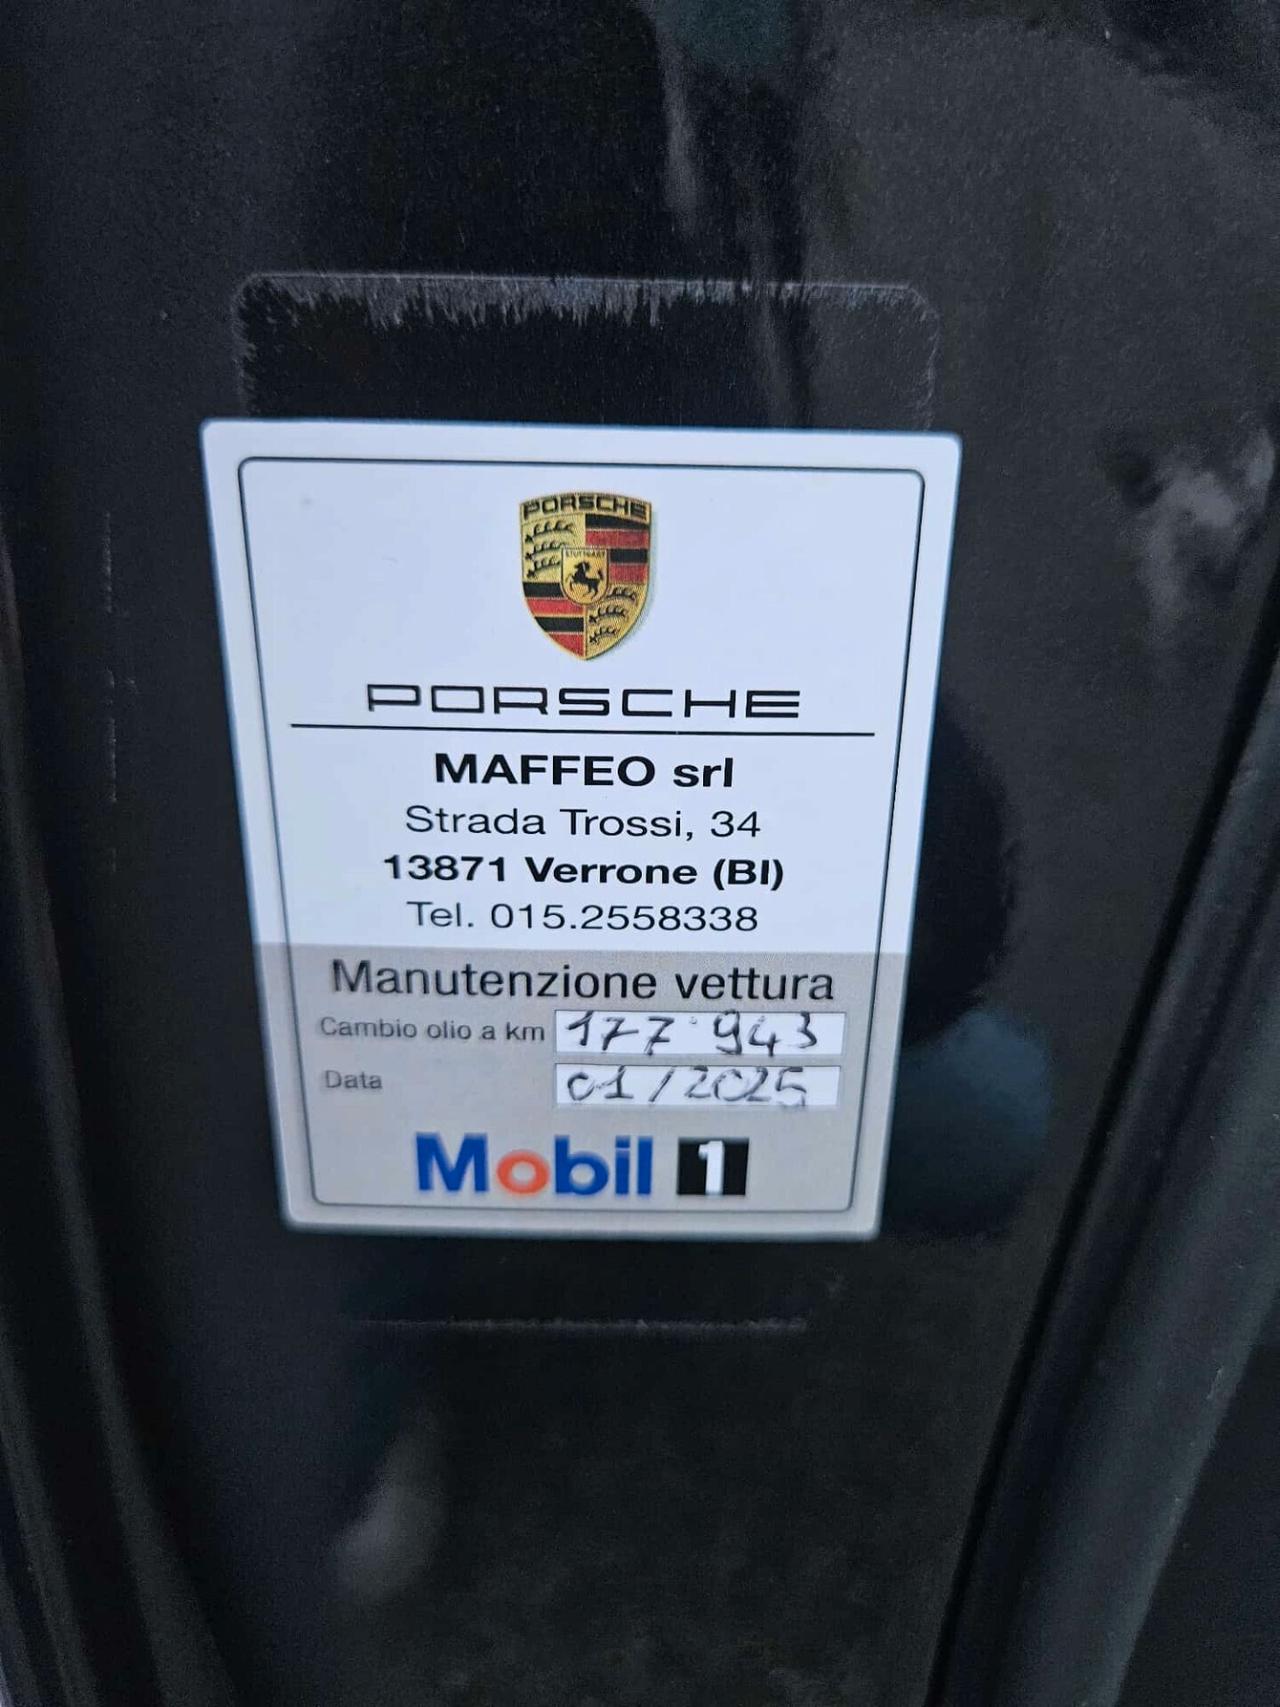 PORSCHE
STUTTGART
PORSCHE
MAFFEO srl
Strada Trossi, 34
13871 Verrone (BI)
Tel. 015.2558338
Manutenzione vettura
Cambio olio a km 177.943
Data 01/2025
Mobil 1